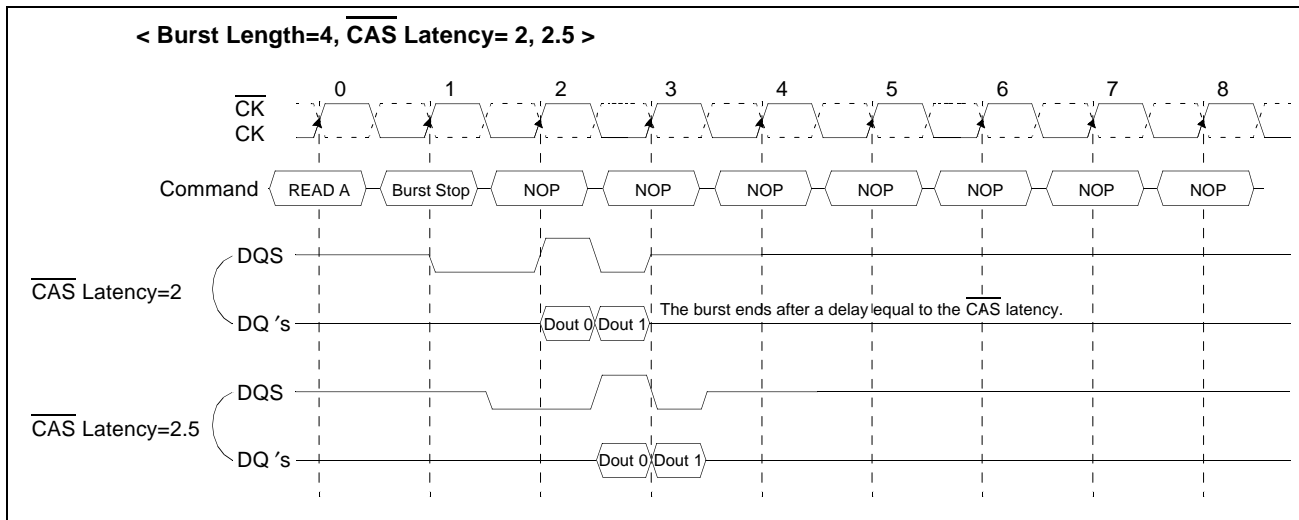 < Burst Length=4, CAS Latency= 2, 2.5 >
0 1 2 3 4 5 6 7 8
CK
CK
Command READ A Burst Stop NOP NOP NOP NOP NOP NOP NOP
DQS
CAS Latency=2
DQ 's Dout 0 Dout 1 The burst ends after a delay equal to the CAS latency.
DQS
CAS Latency=2.5
DQ 's Dout 0 Dout 1